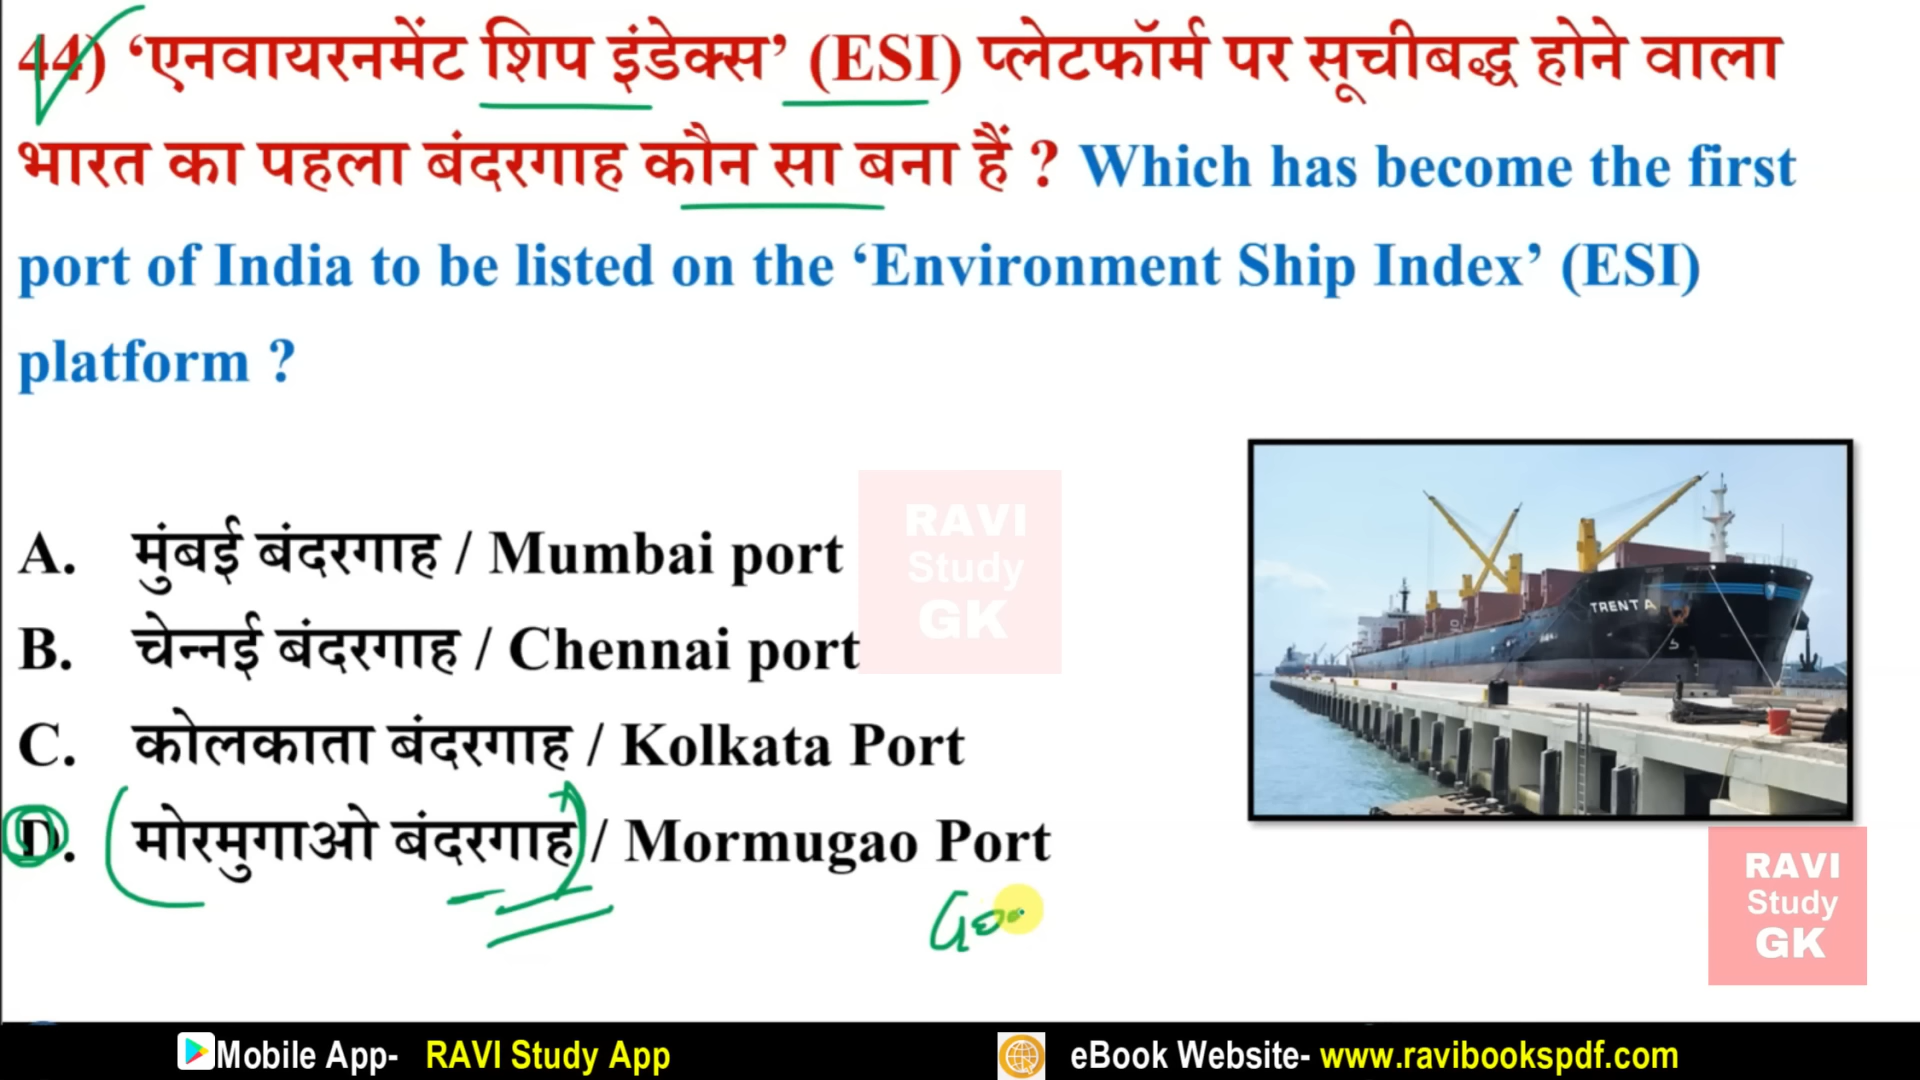 44) ‘एनवायरनमेंट शिप इंडेक्स’ (ESI) प्लेटफॉर्म पर सूचीबद्ध होने वाला
भारत का पहला बंदरगाह कौन सा बना हैं ? Which has become the first
port of India to be listed on the ‘Environment Ship Index’ (ESI)
platform ?
A. मुंबई बंदरगाह / Mumbai port
B. चेन्नई बंदरगाह / Chennai port
C. कोलकाता बंदरगाह / Kolkata Port
D. मोरमुगाओ बंदरगाह / Mormugao Port
RAVI
Study
GK
TRENTA
RAVI
Study
GK
Mobile App- RAVI Study App
eBook Website- www.ravibookspdf.com